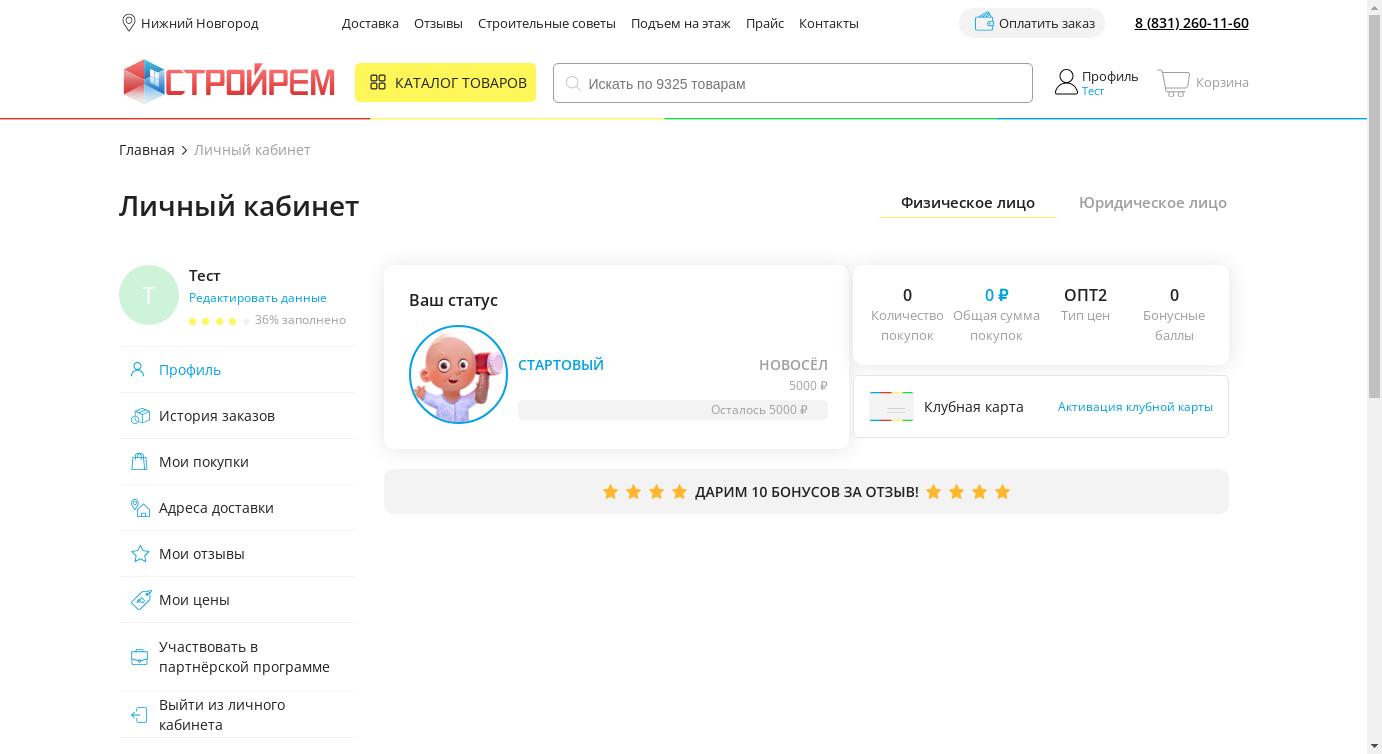 Нижний Новгород
Доставка Отзывы Строительные советы Подъем на этаж Прайс Контакты
Оплатить заказ
8 (831) 260-11-60
СТРОЙРЕМ
КАТАЛОГ ТОВАРОВ
Искать по 9325 товарам
Профиль
Тест
Корзина
Главная Личный кабинет
Личный кабинет
Физическое лицо Юридическое лицо
Т
Тест
Редактировать данные
36% заполнено
Профиль
История заказов
Мои покупки
Адреса доставки
Мои отзывы
Мои цены
Участвовать в
партнёрской программе
Выйти из личного
кабинета
Ваш статус
СТАРТОВЫЙ НОВОСЁЛ
5000 ₽
Осталось 5000 ₽
0
Количество
покупок
0 ₽
Общая сумма
покупок
ОПТ2
Тип цен
0
Бонусные
баллы
Клубная карта Активация клубной карты
ДАРИМ 10 БОНУСОВ ЗА ОТЗЫВ!